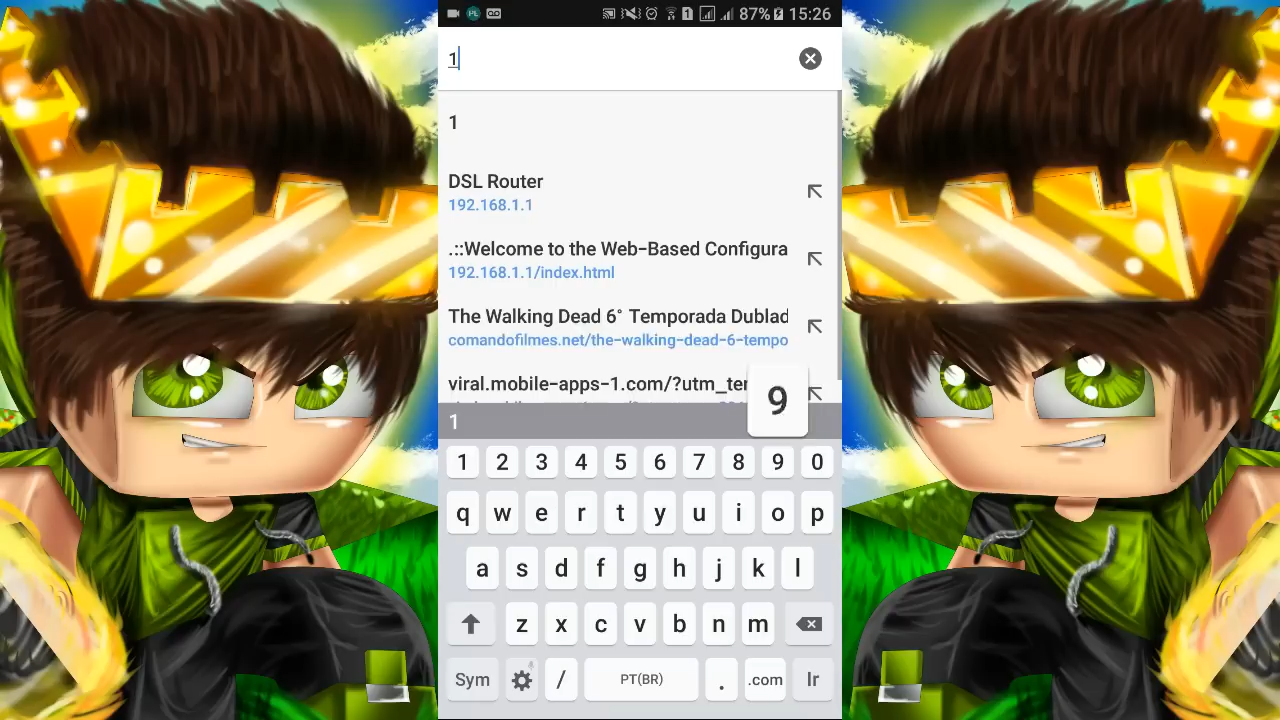 PL 1 87% 15:26
1
1
DSL Router
192.168.1.1
.::Welcome to the Web-Based Configura
192.168.1.1/index.html
The Walking Dead 6° Temporada Dublad
comandofilmes.net/the-walking-dead-6-tempo
viral.mobile-apps-1.com/?utm_ter
9
1
1 2 3 4 5 6 7 8 9 0
q w e r t y u i o p
a s d f g h j k l
z x c v b n m
Sym / PT(BR) . .com Ir